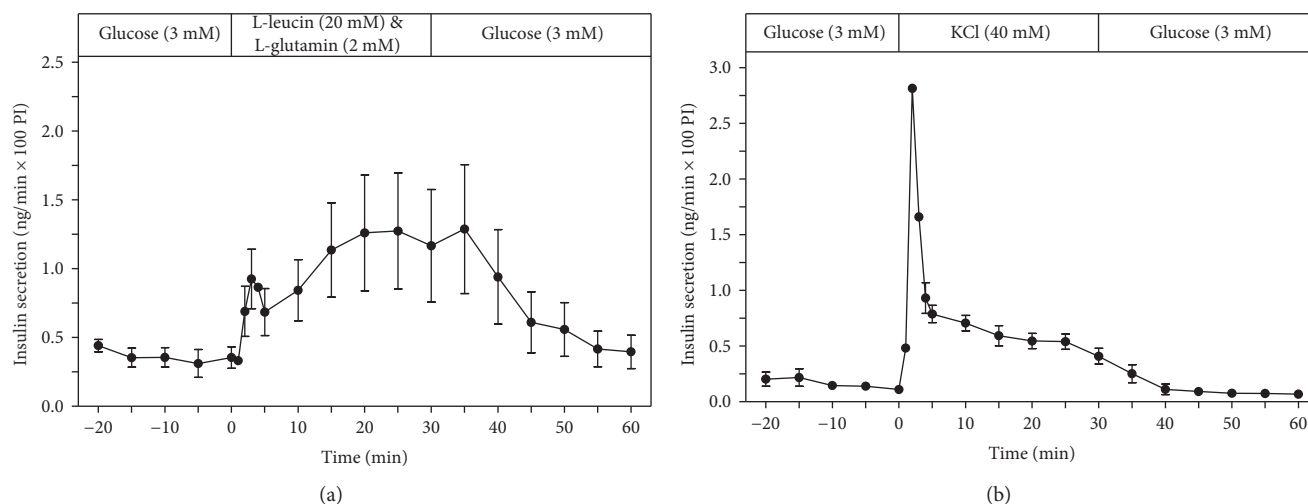 Glucose (3 mM)
L-leucin (20 mM) &
L-glutamin (2 mM)
Glucose (3 mM)
2.5
2.0
1.5
1.0
0.5
0.0
Insulin secretion (ng/min × 100 PI)
−20
−10
0
10
20
30
40
50
60
Time (min)
(a)
Glucose (3 mM)
KCl (40 mM)
Glucose (3 mM)
3.0
2.5
2.0
1.5
1.0
0.5
0.0
Insulin secretion (ng/min × 100 PI)
−20
−10
0
10
20
30
40
50
60
Time (min)
(b)